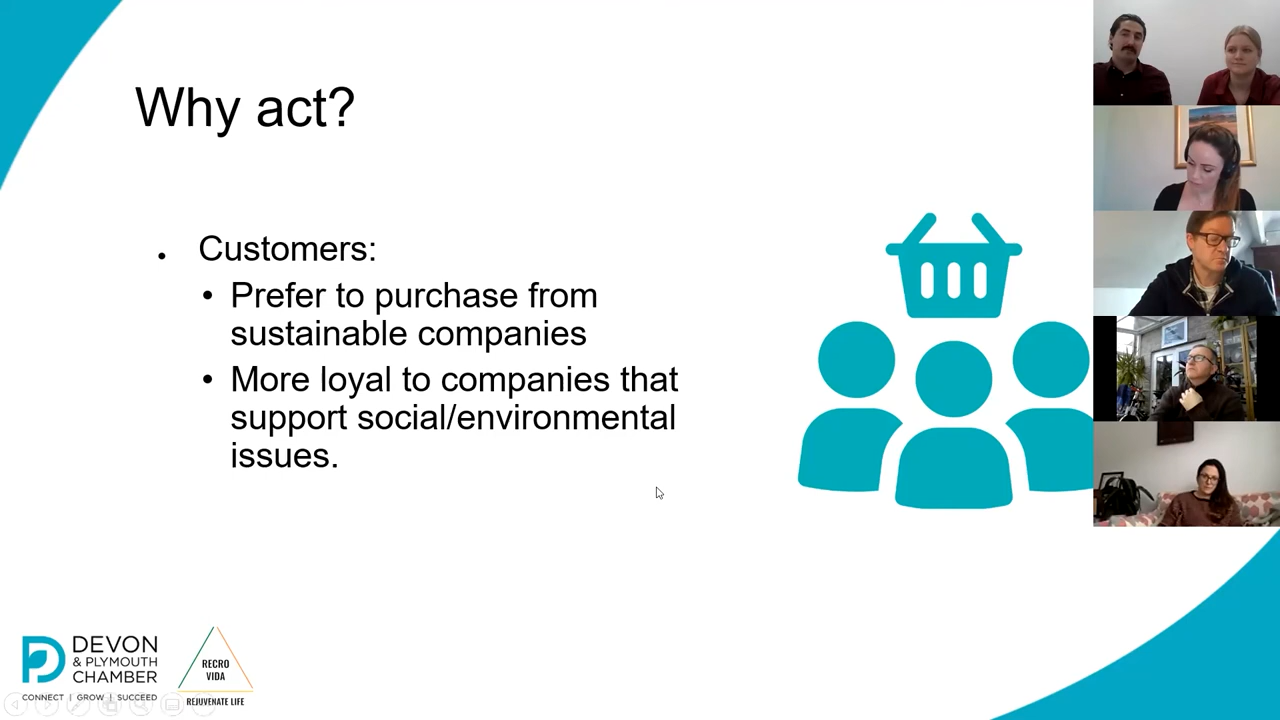 Why act?
• Customers:
• Prefer to purchase from
sustainable companies
• More loyal to companies that
support social/environmental
issues.
DEVON
& PLYMOUTH
CHAMBER
CONNECT | GROW | SUCCEED
RECRO
VIDA
REJUVENATE LIFE